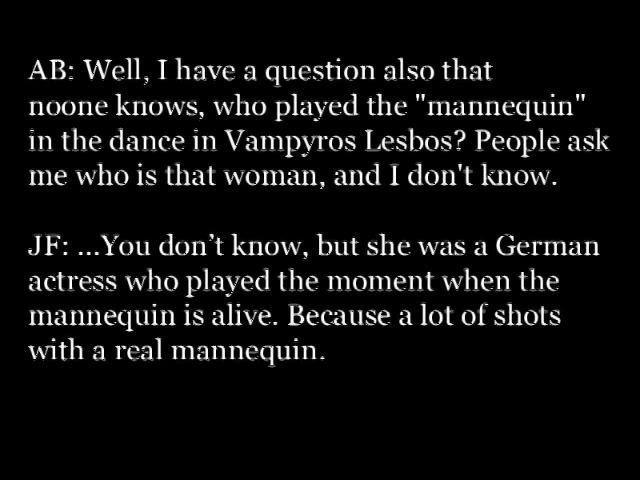 AB: Well, I have a question also that
noone knows, who played the "mannequin"
in the dance in Vampyros Lesbos? People ask
me who is that woman, and I don't know.
JF: ...You don’t know, but she was a German
actress who played the moment when the
mannequin is alive. Because a lot of shots
with a real mannequin.